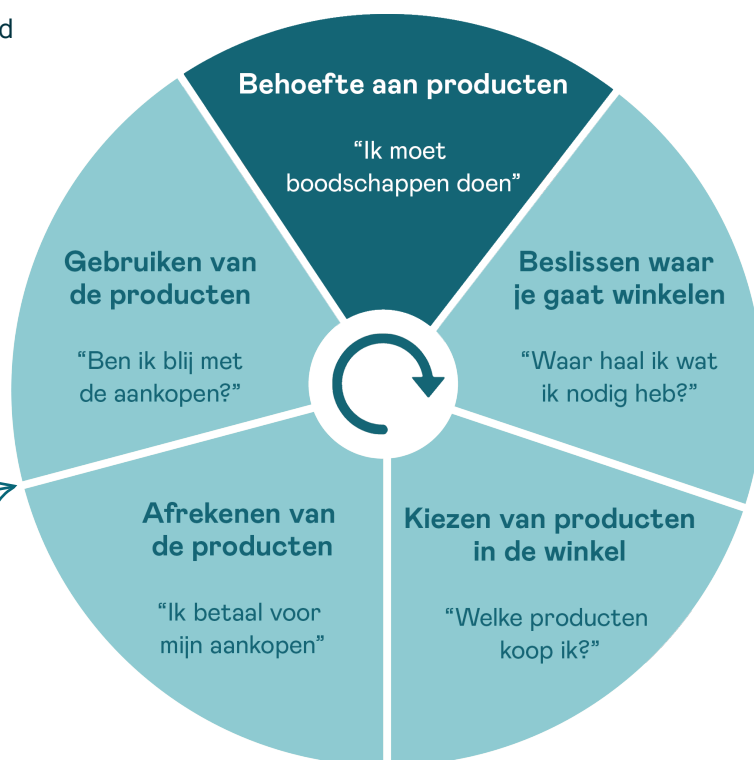 d
Behoefte aan producten
“Ik moet
boodschappen doen”
Beslissen waar
je gaat winkelen
“Waar haal ik wat
ik nodig heb?”
Kiezen van producten
in de winkel
“Welke producten
koop ik?”
Afrekenen van
de producten
“Ik betaal voor
mijn aankopen”
Gebruiken van
de producten
“Ben ik blij met
de aankopen?”